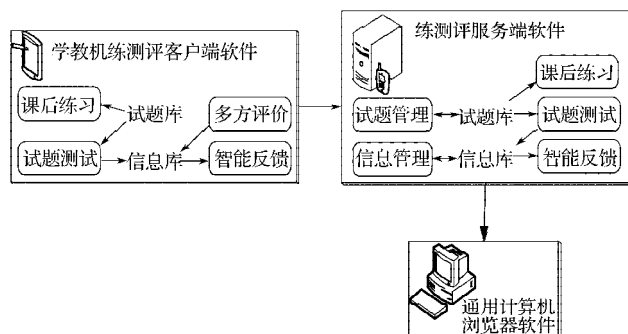 学教机练测评客户端软件
课后练习
试题库
多方评价
试题测试
信息库
智能反馈
练测评服务端软件
课后练习
试题管理
试题库
试题测试
信息管理
信息库
智能反馈
通用计算机
浏览器软件